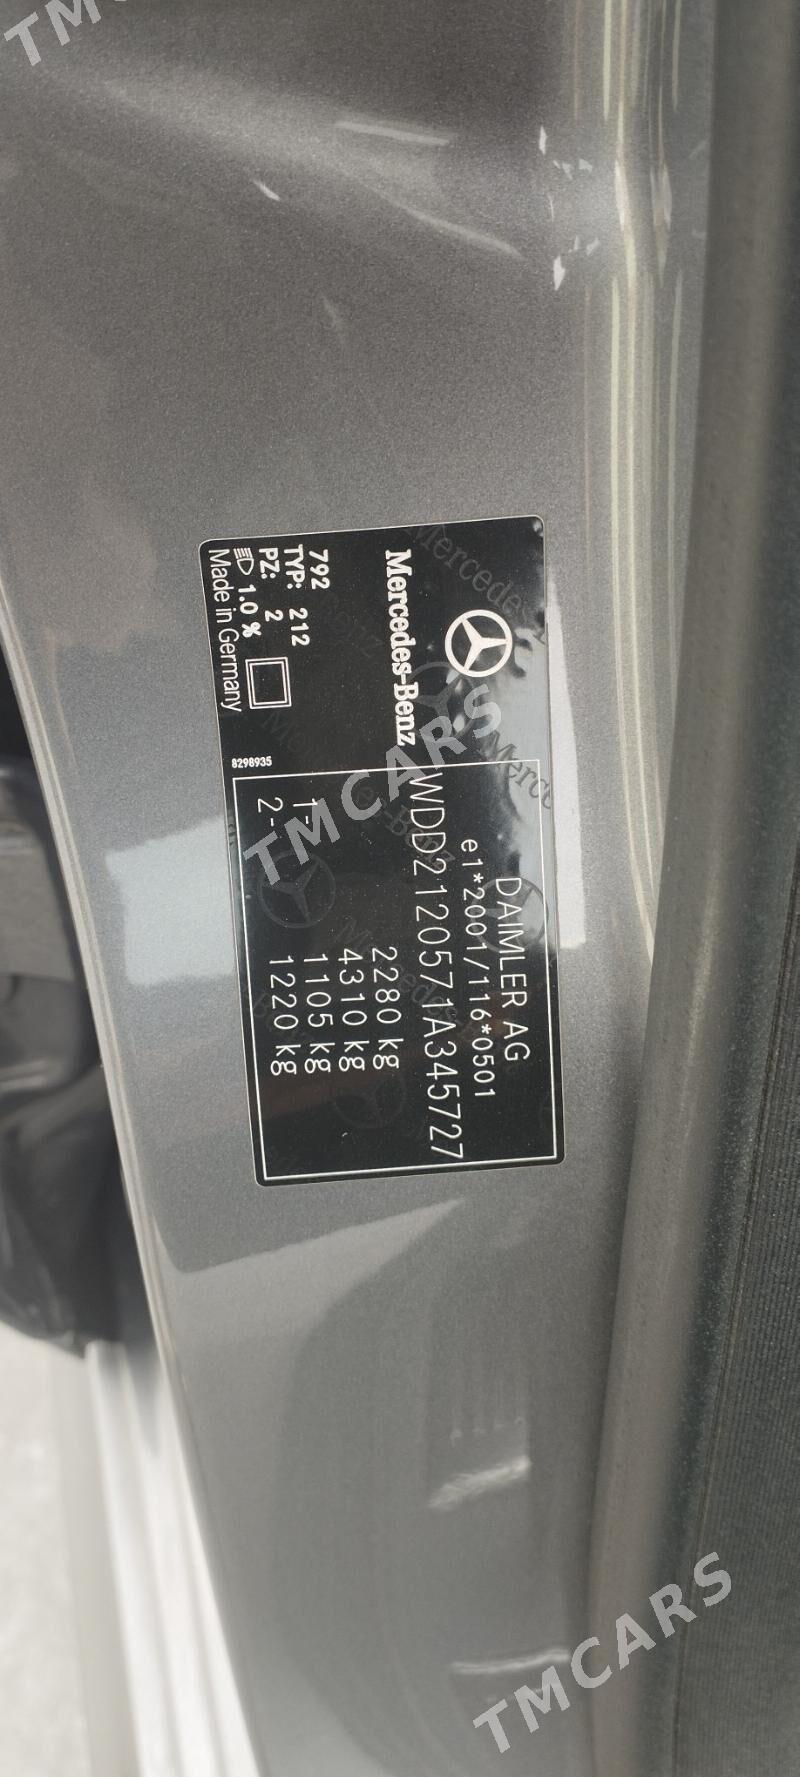 Mercedes-Benz
792
TYP: 212
PZ: 2
1.0 %
Made in Germany
8298935
DAIMLER AG
e1*2001/116*0501
WDD2120571A345727
2280 kg
4310 kg
1- 1105 kg
2- 1220 kg
TMCARS
TMCARS
TMC